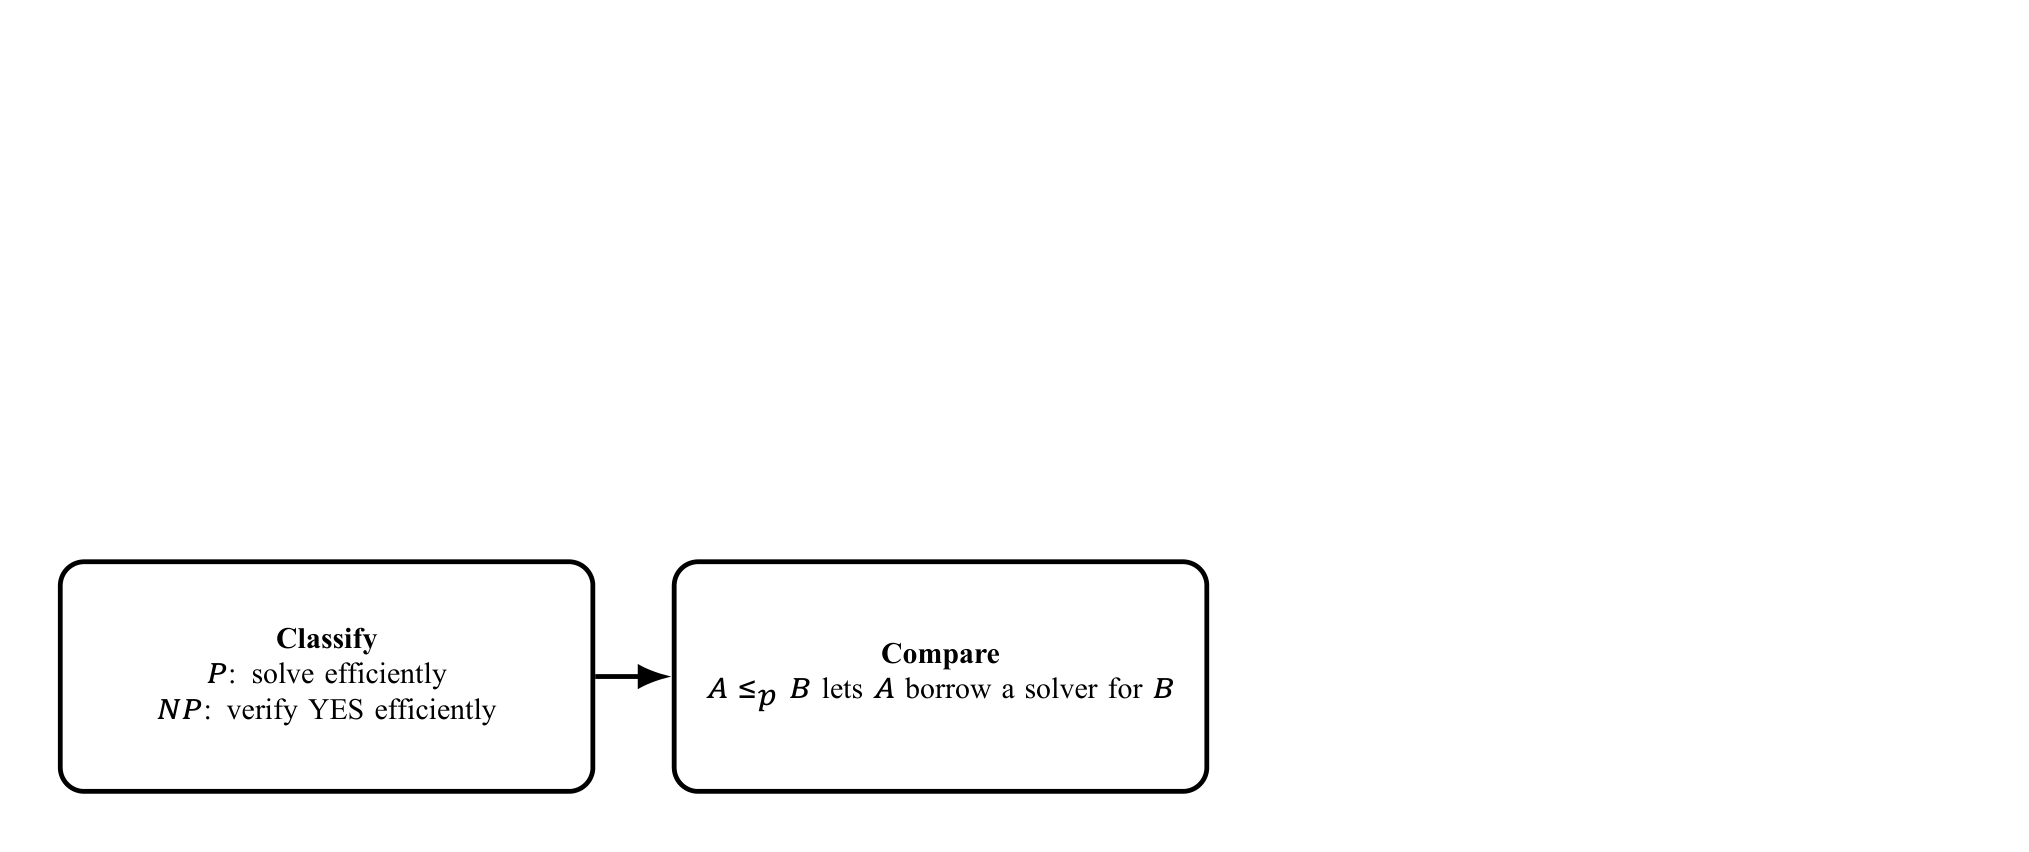 Classify
P: solve efficiently
NP: verify YES efficiently
Compare
A ≤p B lets A borrow a solver for B